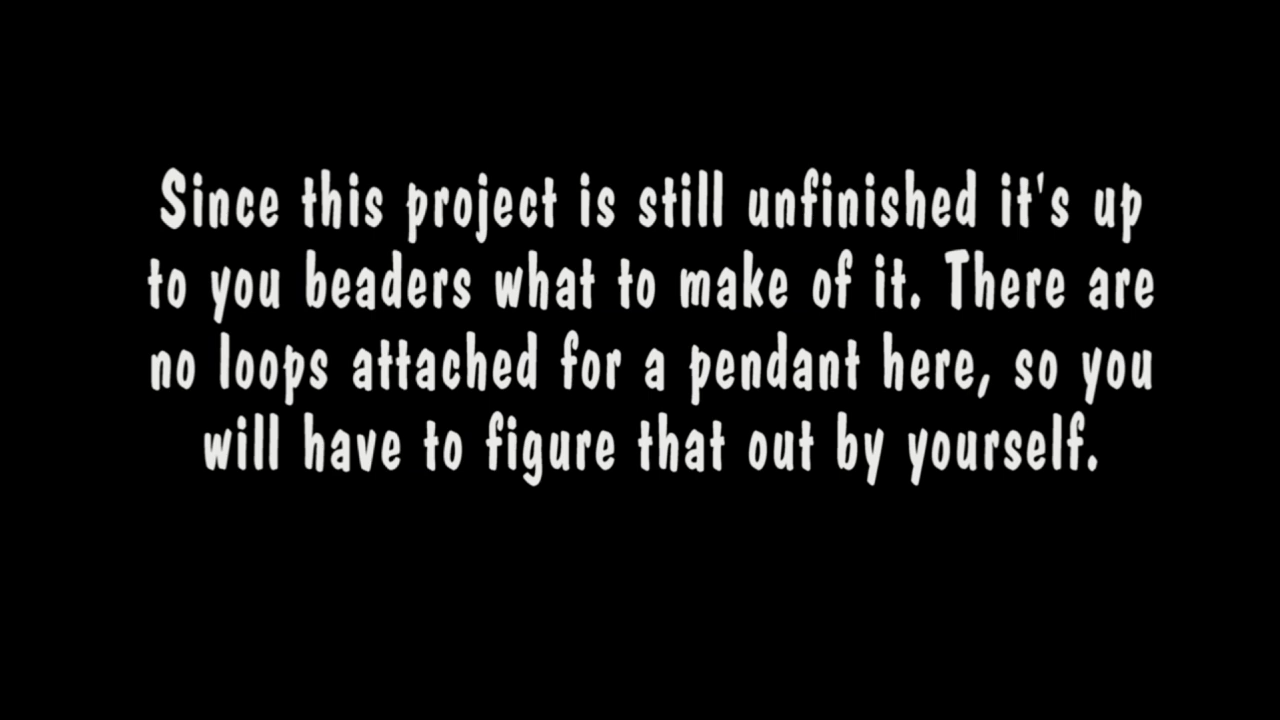 Since this project is still unfinished it's up
to you beaders what to make of it. There are
no loops attached for a pendant here, so you
will have to figure that out by yourself.